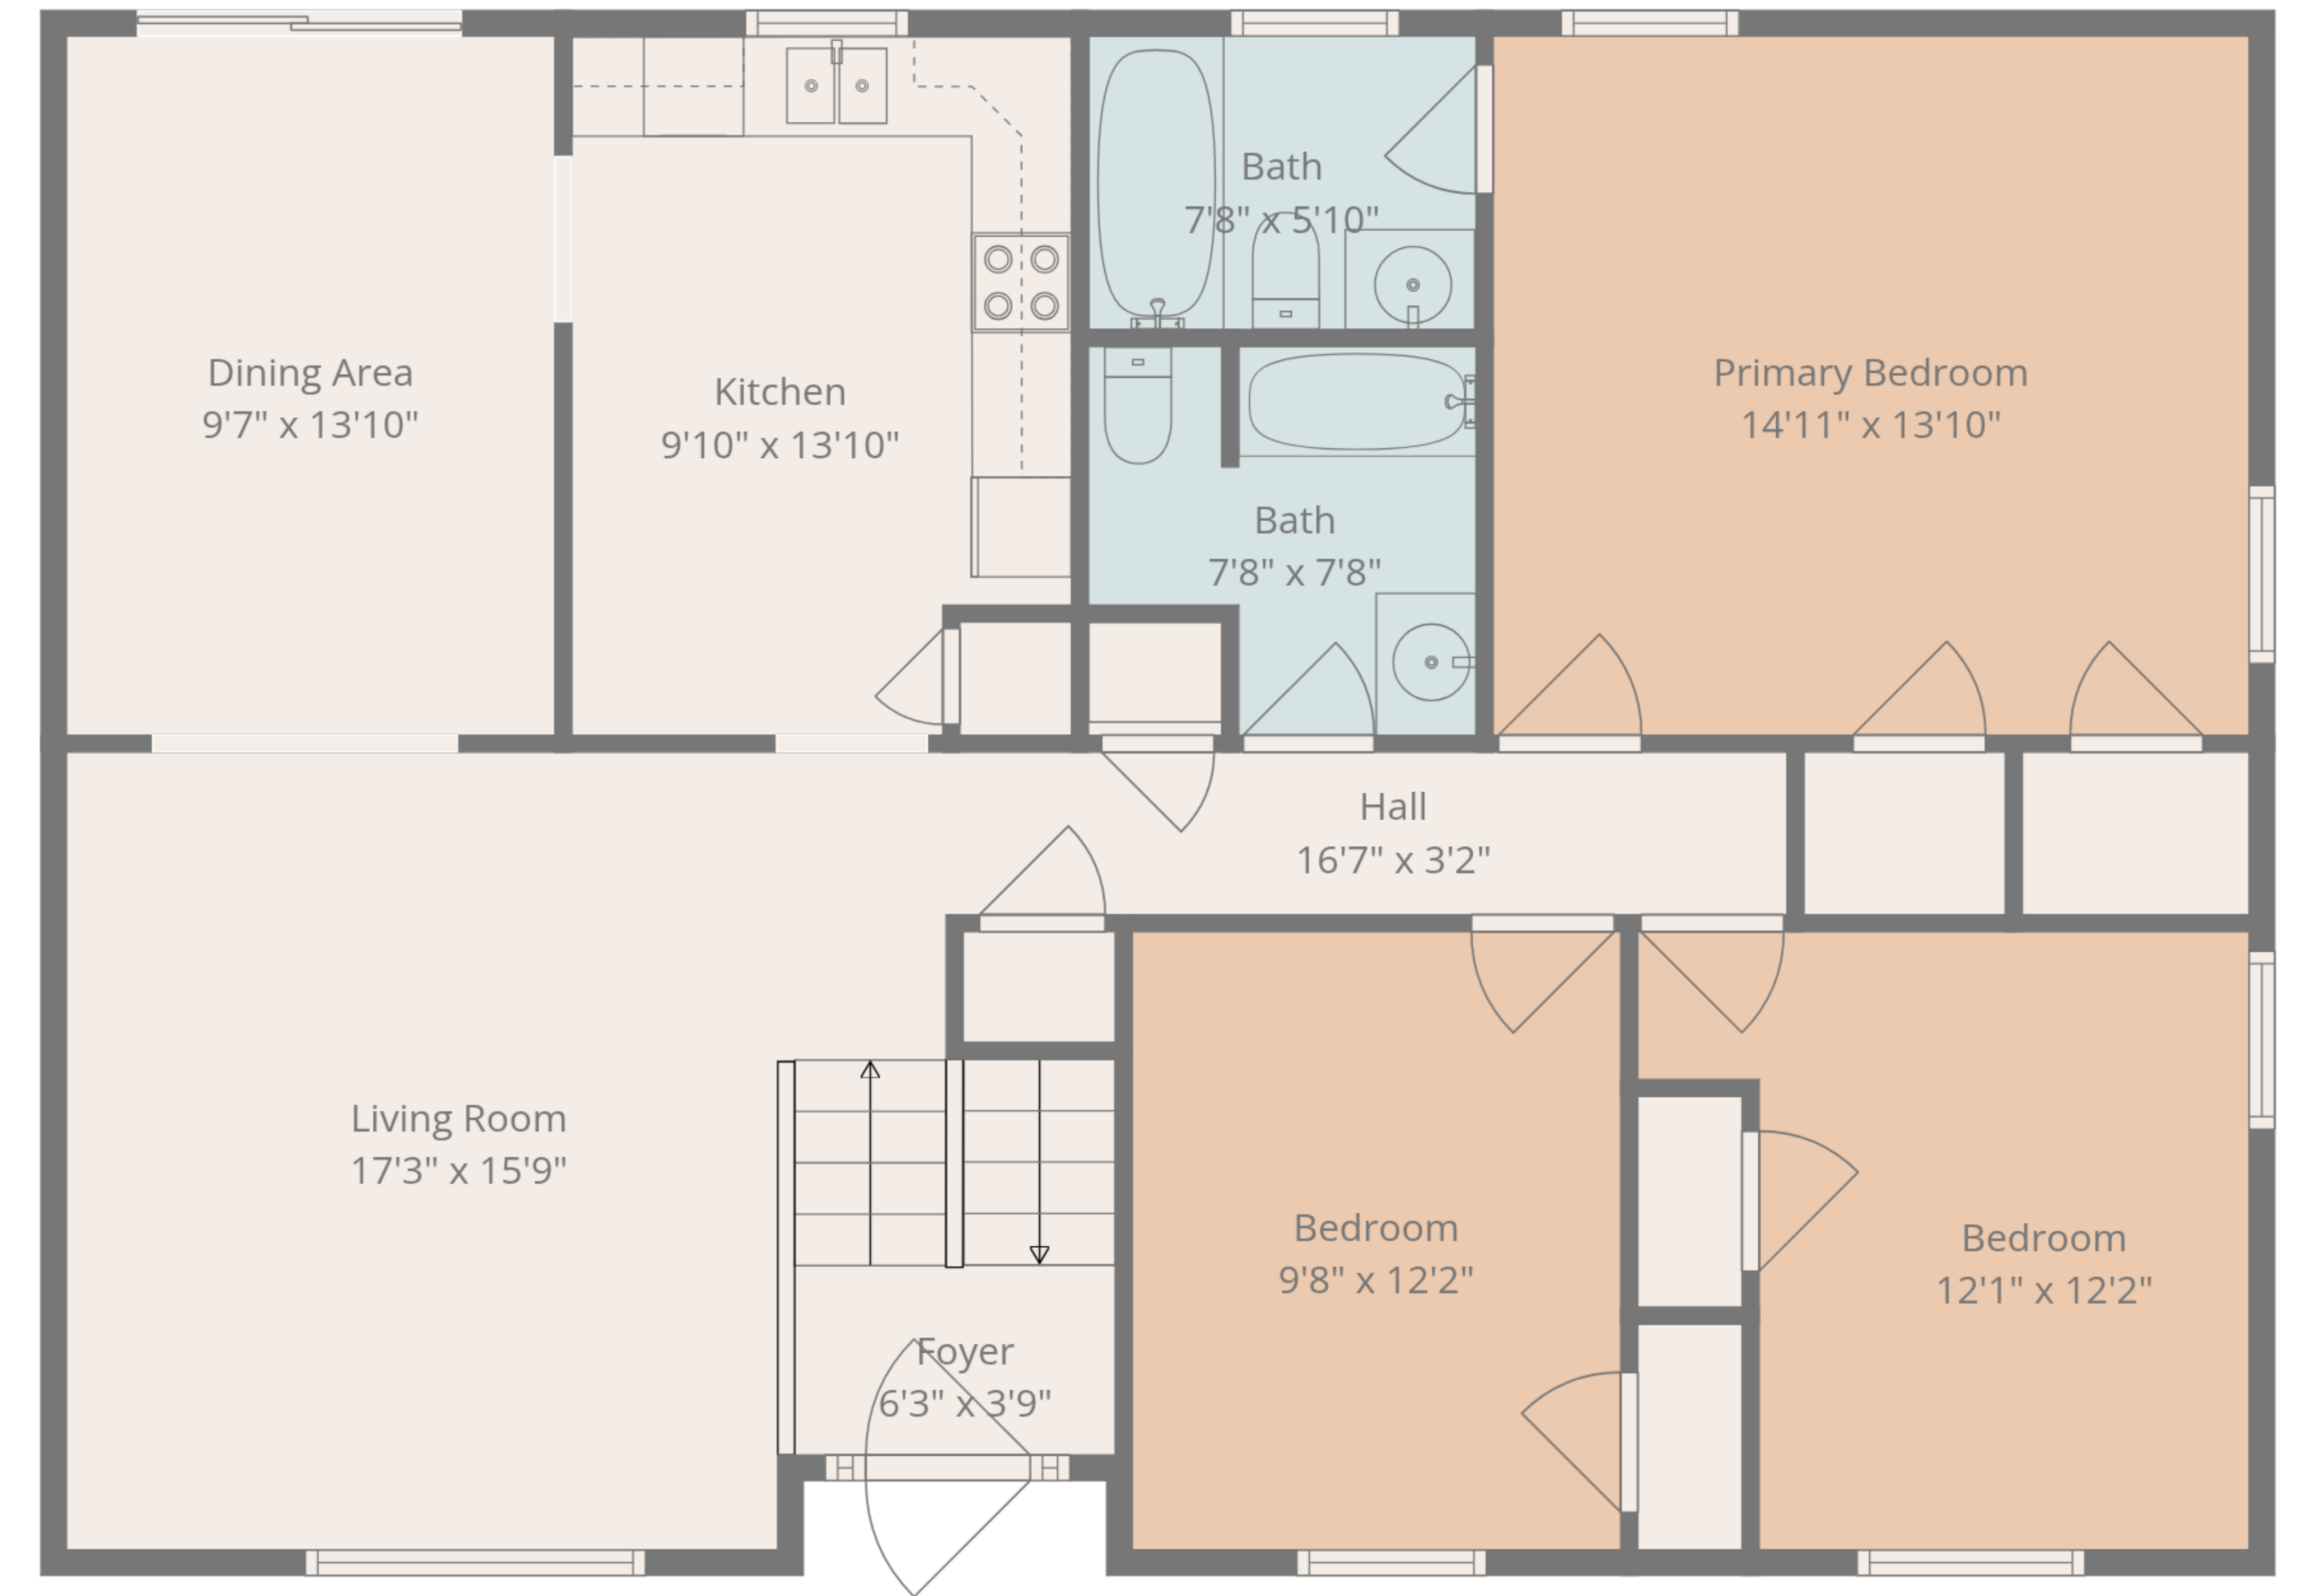 Bath
7'8" x 5'10"
Dining Area
9'7" x 13'10"
Kitchen
9'10" x 13'10"
Primary Bedroom
14'11" x 13'10"
Bath
7'8" x 7'8"
Hall
16'7" x 3'2"
Living Room
17'3" x 15'9"
Bedroom
9'8" x 12'2"
Bedroom
12'1" x 12'2"
Foyer
6'3" x 3'9"